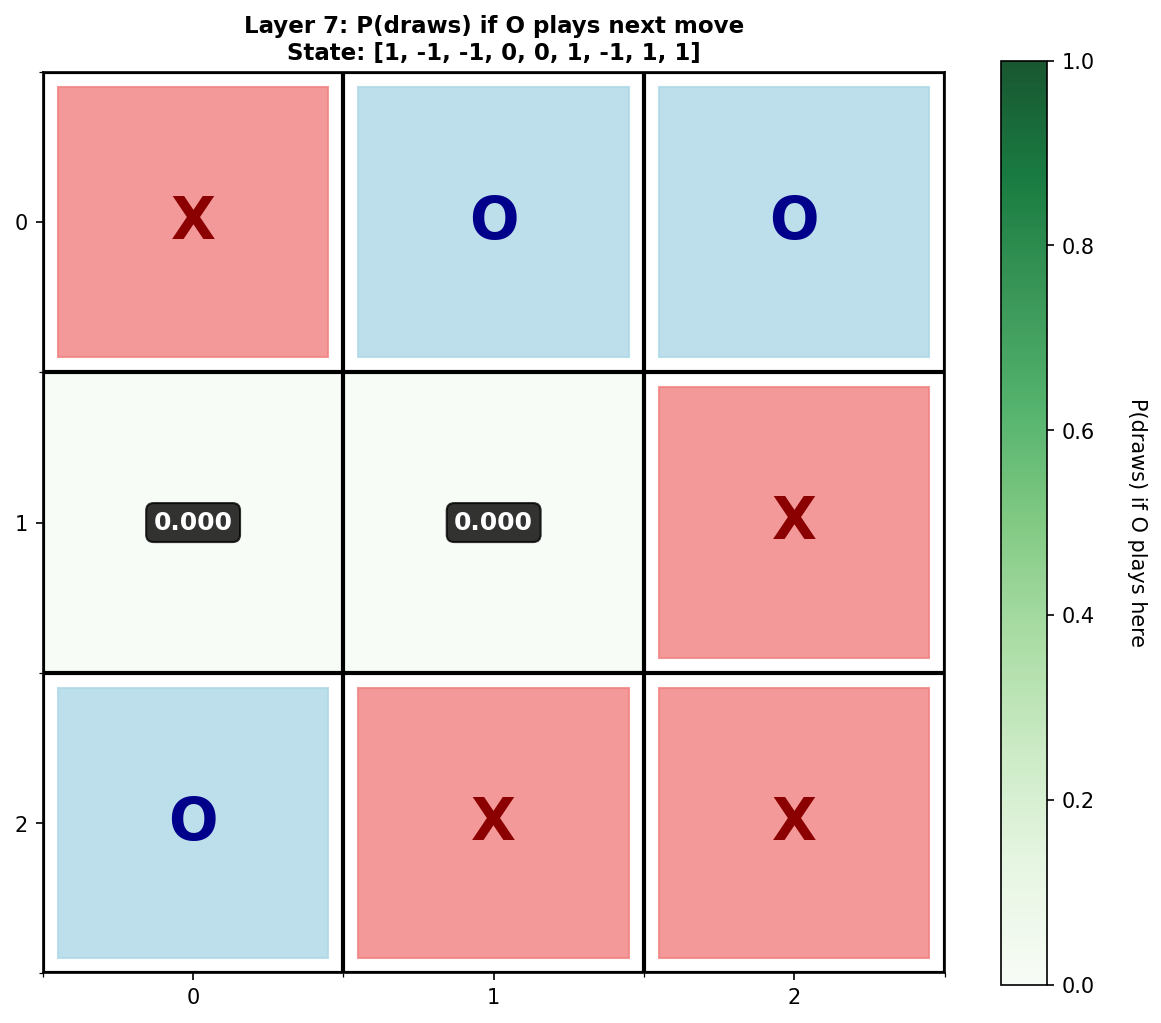 Layer 7: P(draws) if O plays next move
State: [1, -1, -1, 0, 0, 1, -1, 1, 1]
X O O
0.000 0.000 X
O X X
0
1
2
0 1 2
1.0
0.8
0.6
0.4
0.2
0.0
P(draws) if O plays here